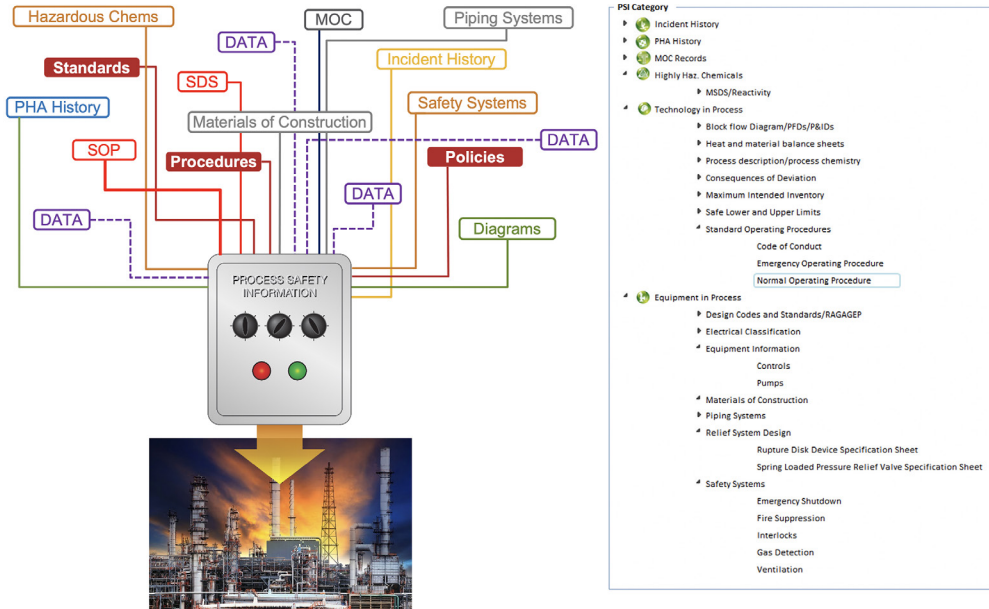 Hazardous Chems
MOC
Piping Systems
DATA
Incident History
Standards
SDS
PHA History
Safety Systems
Materials of Construction
DATA
SOP
Procedures
Policies
DATA
DATA
Diagrams
PROCESS SAFETY
INFORMATION
PSI Category
Incident History
PHA History
MOC Records
Highly Haz. Chemicals
MSDS/Reactivity
Technology in Process
Block flow Diagram/PFDs/P&IDs
Heat and material balance sheets
Process description/process chemistry
Consequences of Deviation
Maximum Intended Inventory
Safe Lower and Upper Limits
Standard Operating Procedures
Code of Conduct
Emergency Operating Procedure
Normal Operating Procedure
Equipment in Process
Design Codes and Standards/RAGAGEP
Electrical Classification
Equipment Information
Controls
Pumps
Materials of Construction
Piping Systems
Relief System Design
Rupture Disk Device Specification Sheet
Spring Loaded Pressure Relief Valve Specification Sheet
Safety Systems
Emergency Shutdown
Fire Suppression
Interlocks
Gas Detection
Ventilation